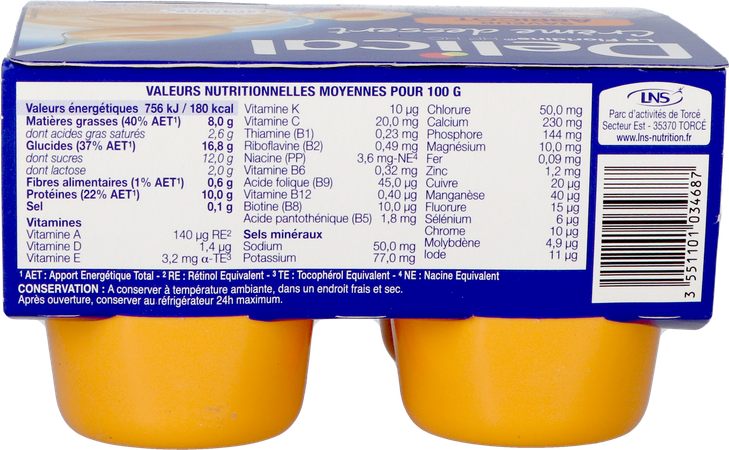 ABRICOT
Crème dessert
Delical
VALEURS NUTRITIONNELLES MOYENNES POUR 100 G
Valeurs énergétiques 756 kJ / 180 kcal
Matières grasses (40% AET¹) 8,0 g
dont acides gras saturés 2,6 g
Glucides (37% AET¹) 16,8 g
dont sucres 12,0 g
dont lactose 2,0 g
Fibres alimentaires (1% AET¹) 0,6 g
Protéines (22% AET¹) 10,0 g
Sel 0,1 g
Vitamines
Vitamine A 140 µg RE²
Vitamine D 1,4 µg
Vitamine E 3,2 mg α-TE³
Vitamine K 10 µg
Vitamine C 20,0 mg
Thiamine (B1) 0,23 mg
Riboflavine (B2) 0,49 mg
Niacine (PP) 3,6 mg-NE⁴
Vitamine B6 0,32 mg
Acide folique (B9) 45,0 µg
Vitamine B12 0,40 µg
Biotine (B8) 10,0 µg
Acide pantothénique (B5) 1,8 mg
Sels minéraux
Sodium 50,0 mg
Potassium 77,0 mg
Chlorure 50,0 mg
Calcium 230 mg
Phosphore 144 mg
Magnésium 10,0 mg
Fer 0,09 mg
Zinc 1,2 mg
Cuivre 20 µg
Manganèse 40 µg
Fluorure 15 µg
Sélénium 6 µg
Chrome 10 µg
Molybdène 4,9 µg
Iode 11 µg
LNS
Parc d'activités de Torcé
Secteur Est - 35370 TORCÉ
www.lns-nutrition.fr
3 551101 034687
¹ AET : Apport Energétique Total - ² RE : Rétinol Equivalent - ³ TE : Tocophérol Equivalent - ⁴ NE : Niacine Equivalent
CONSERVATION : A conserver à température ambiante, dans un endroit frais et sec.
Après ouverture, conserver au réfrigérateur 24h maximum.